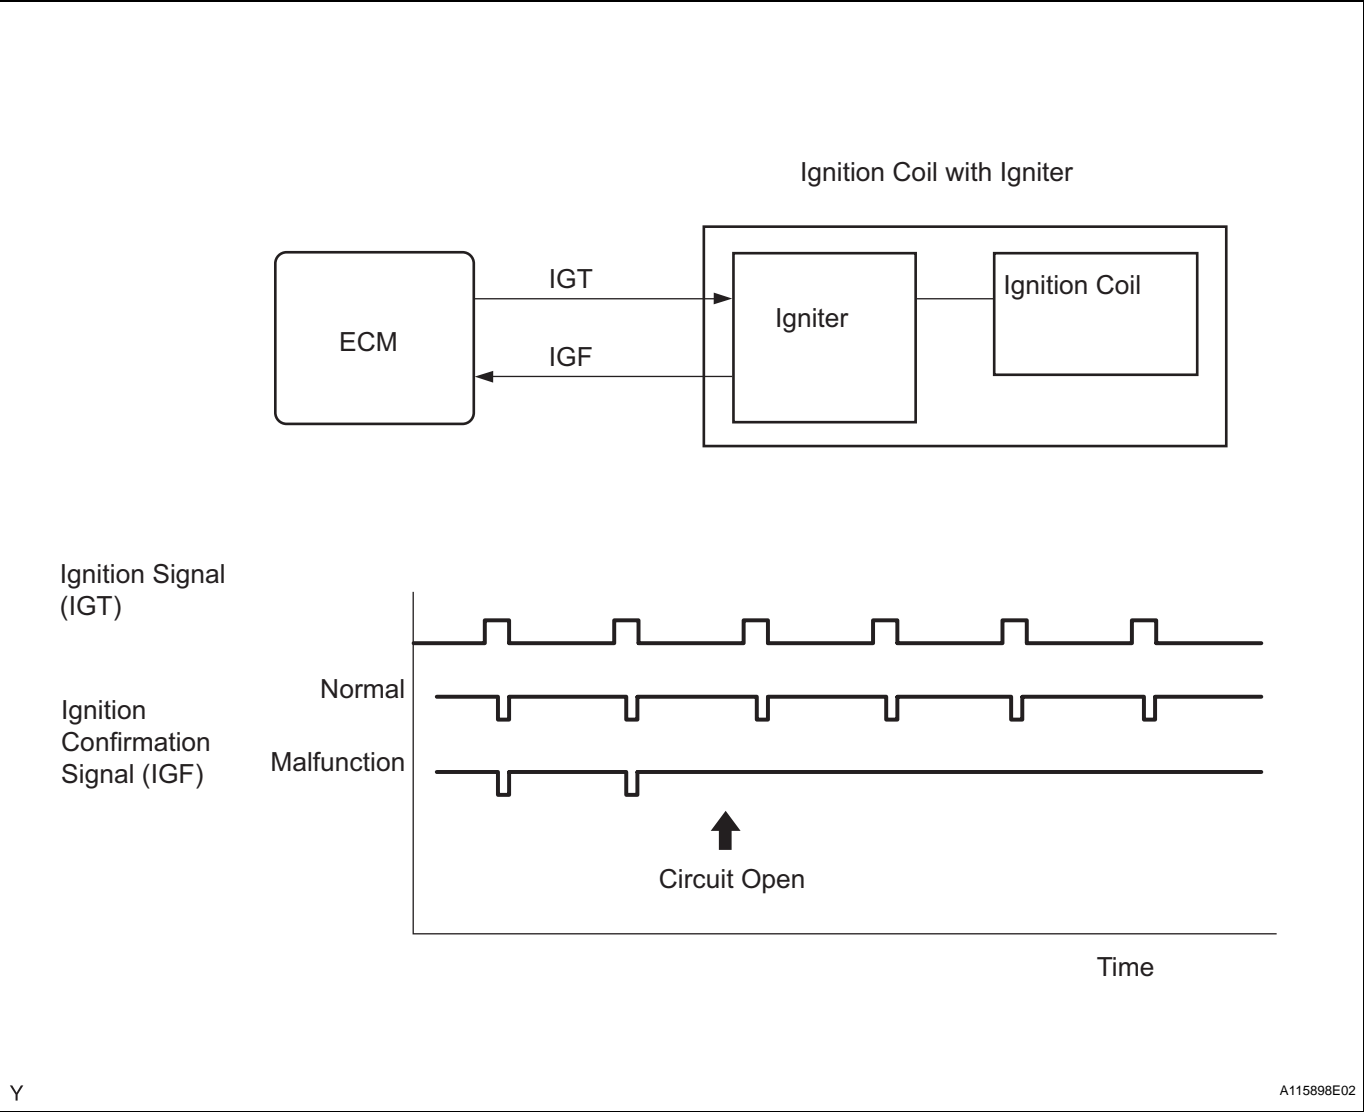 Ignition Coil with Igniter
IGT
Ignition Coil
Igniter
ECM
IGF
Ignition Signal
(IGT)
Normal
Ignition
Confirmation
Signal (IGF)
Malfunction
Circuit Open
Time
Y
A115898E02